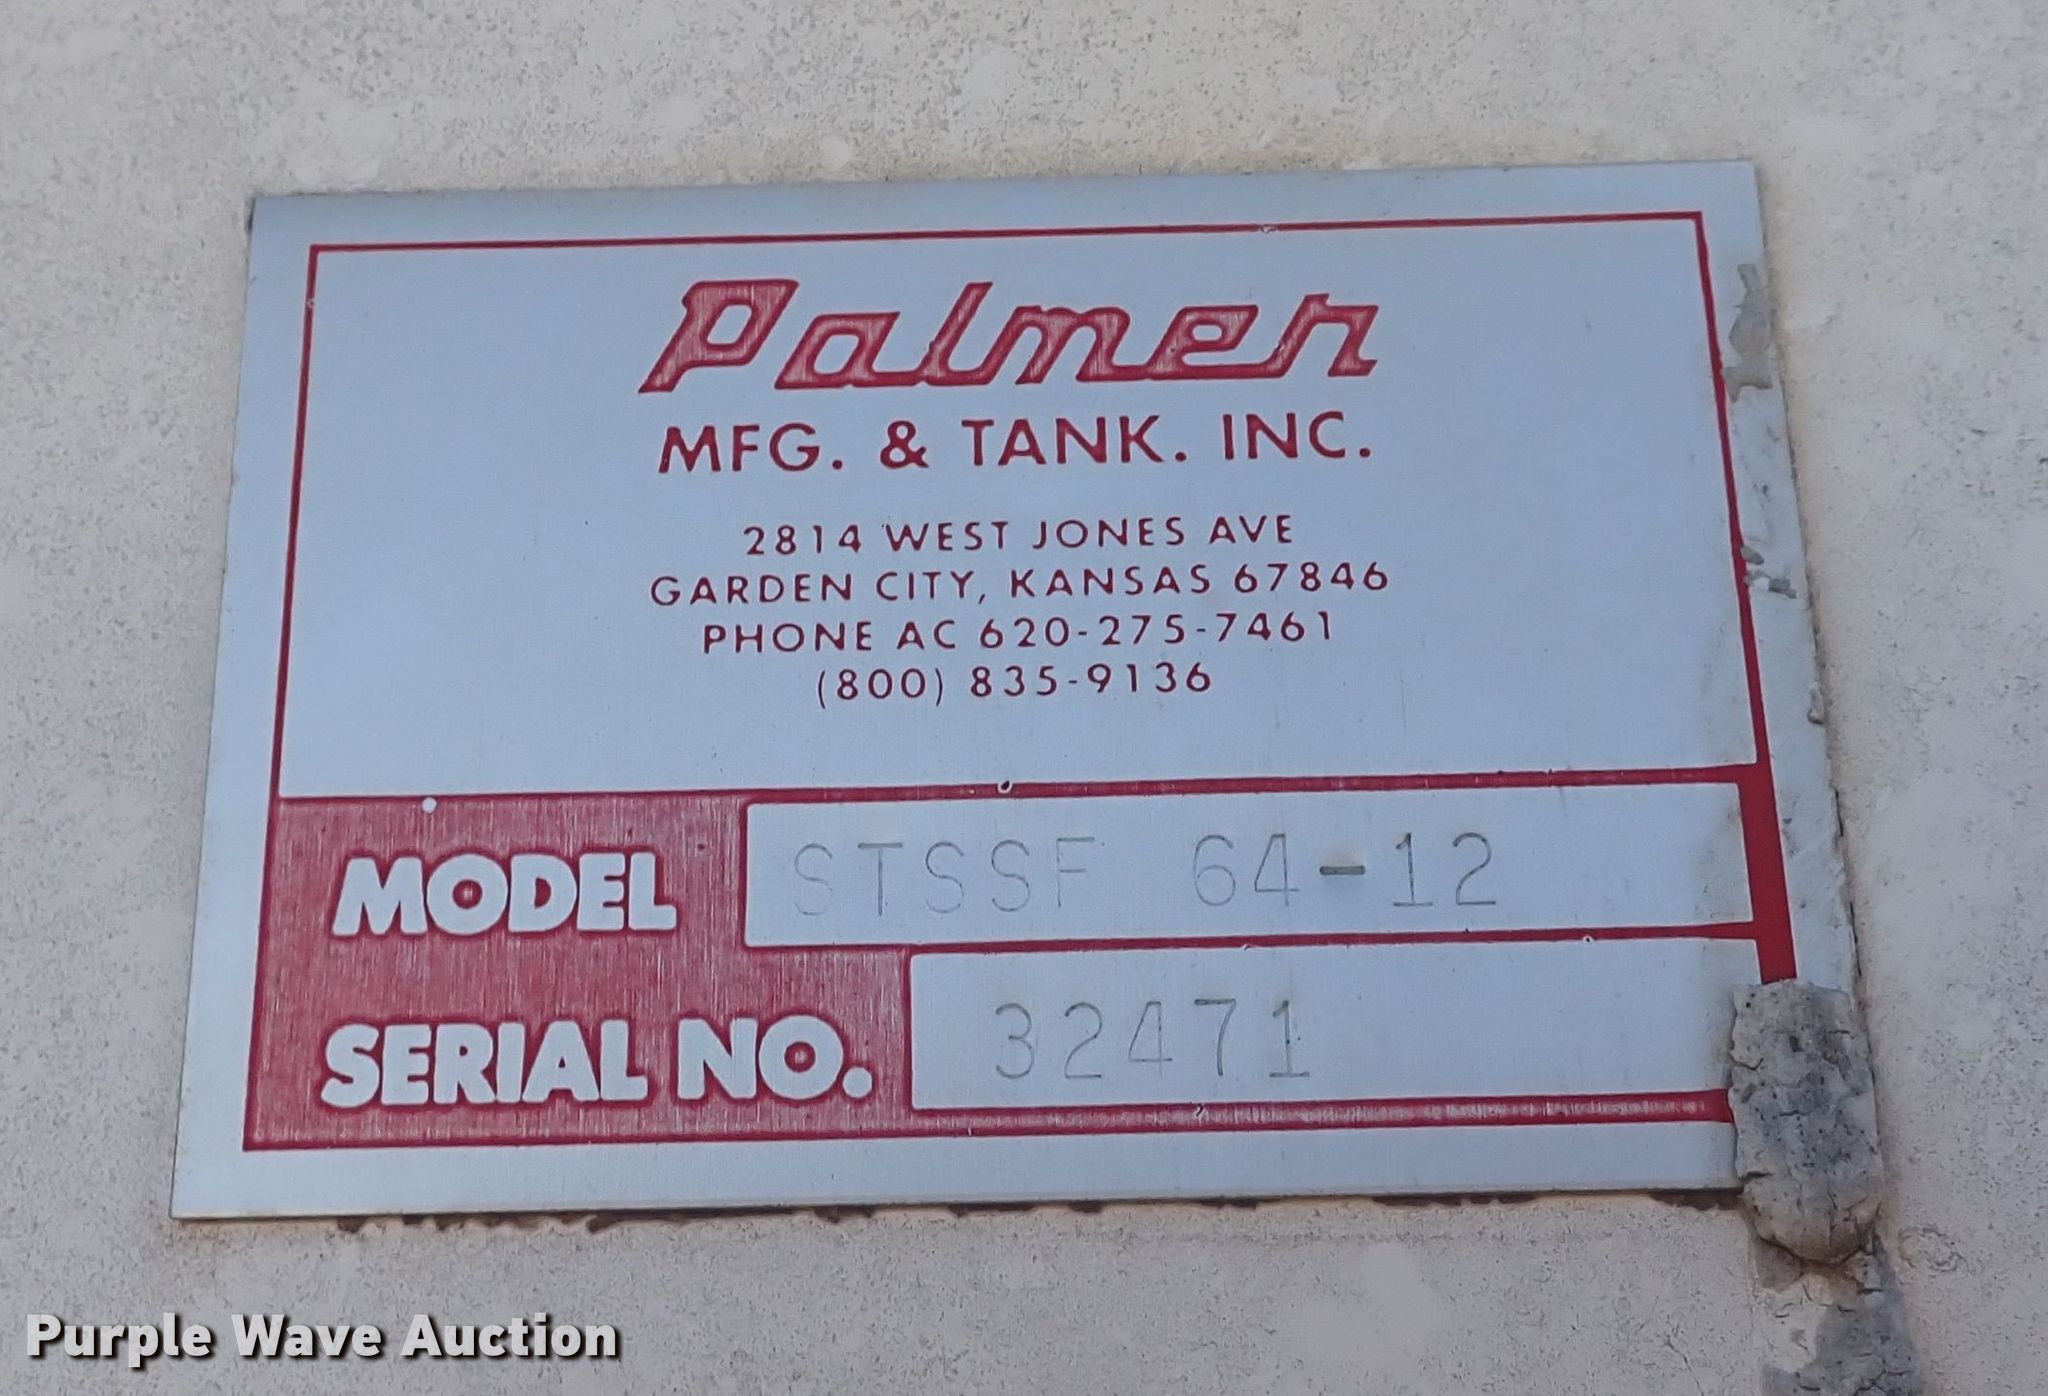 Palmer
MFG. & TANK. INC.
2814 WEST JONES AVE
GARDEN CITY, KANSAS 67846
PHONE AC 620-275-7461
(800) 835-9136
MODEL STSSF 64-12
SERIAL NO. 32471
Purple Wave Auction